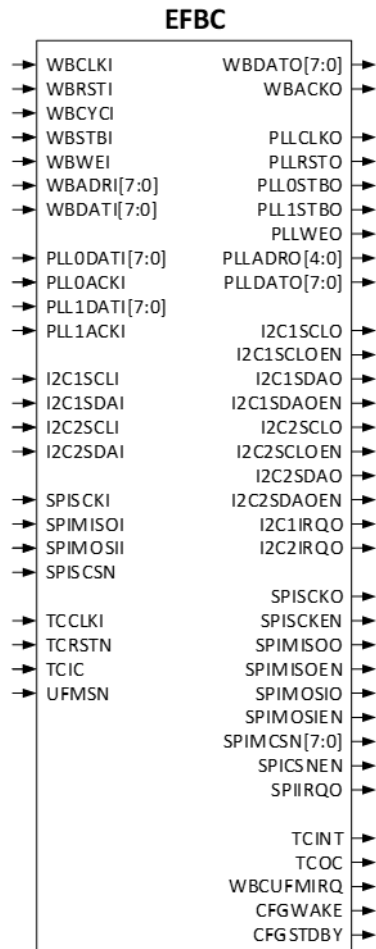 EFBC
WBCLKI
WBRSTI
WBCYCI
WBSTBI
WBWEI
WBADRI[7:0]
WBDATI[7:0]
PLL0DATI[7:0]
PLL0ACKI
PLL1DATI[7:0]
PLL1ACKI
I2C1SCLI
I2C1SDAI
I2C2SCLI
I2C2SDAI
SPISCKI
SPIMISOI
SPIMOSII
SPISCSN
TCCLKI
TCRSTN
TCIC
UFMSN
WBDATO[7:0]
WBACKO
PLLCLKO
PLLRSTO
PLL0STBO
PLL1STBO
PLLWEO
PLLADRO[4:0]
PLLDATO[7:0]
I2C1SCLO
I2C1SCLOEN
I2C1SDAO
I2C1SDAOEN
I2C2SCLO
I2C2SCLOEN
I2C2SDAO
I2C2SDAOEN
I2C1IRQO
I2C2IRQO
SPISCKO
SPISCKEN
SPIMISOO
SPIMISOEN
SPIMOSIO
SPIMOSIEN
SPIMCSN[7:0]
SPICSNEN
SPIIRQO
TCINT
TCOC
WBCUFMIRQ
CFGWAKE
CFGSTDBY